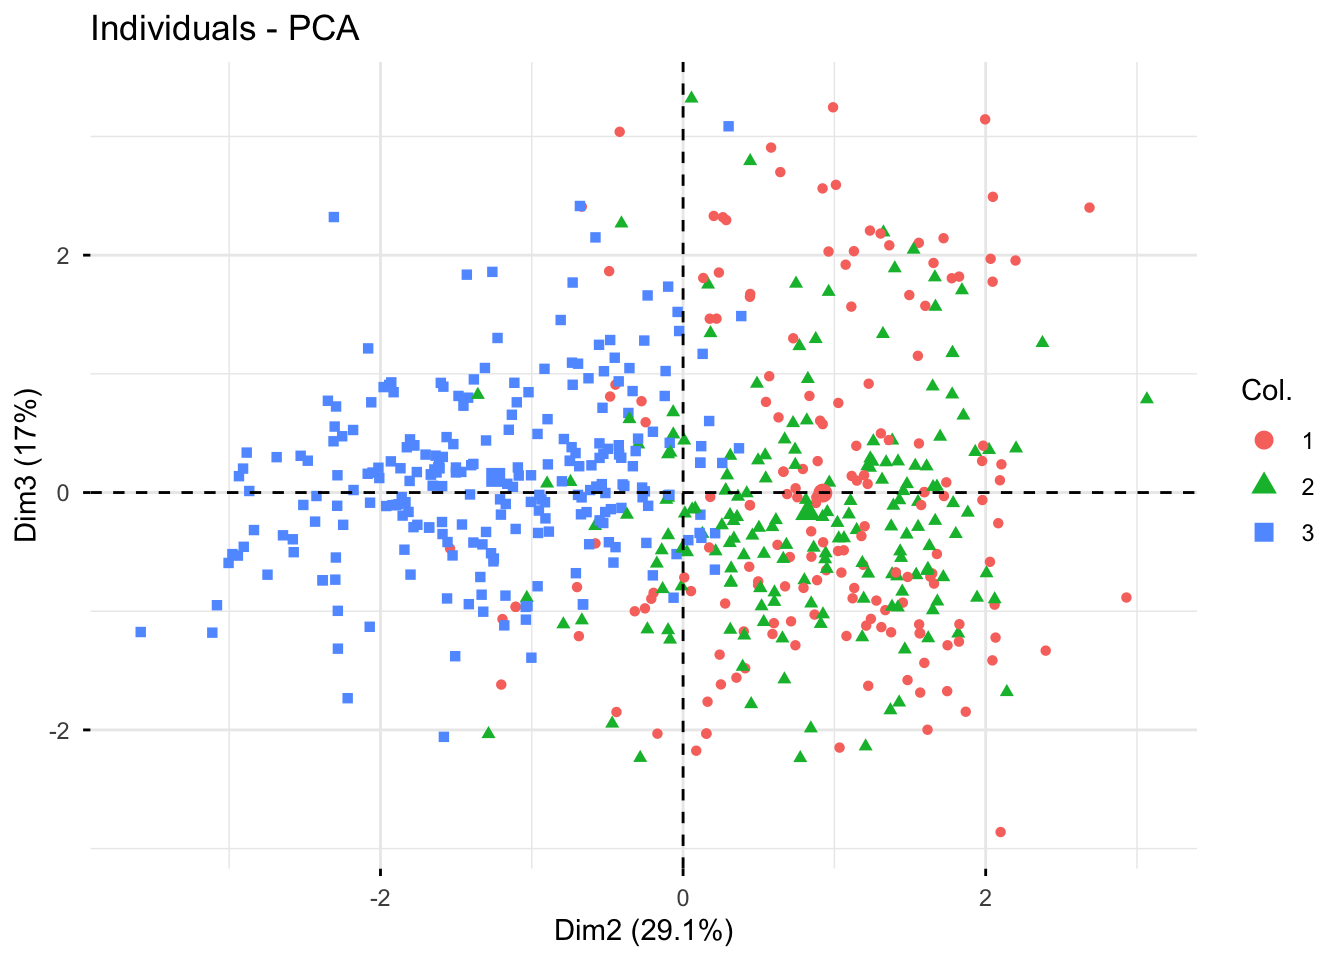 Individuals - PCA
2
0
-2
Dim3 (17%)
-2
0
2
Dim2 (29.1%)
Col.
1
2
3